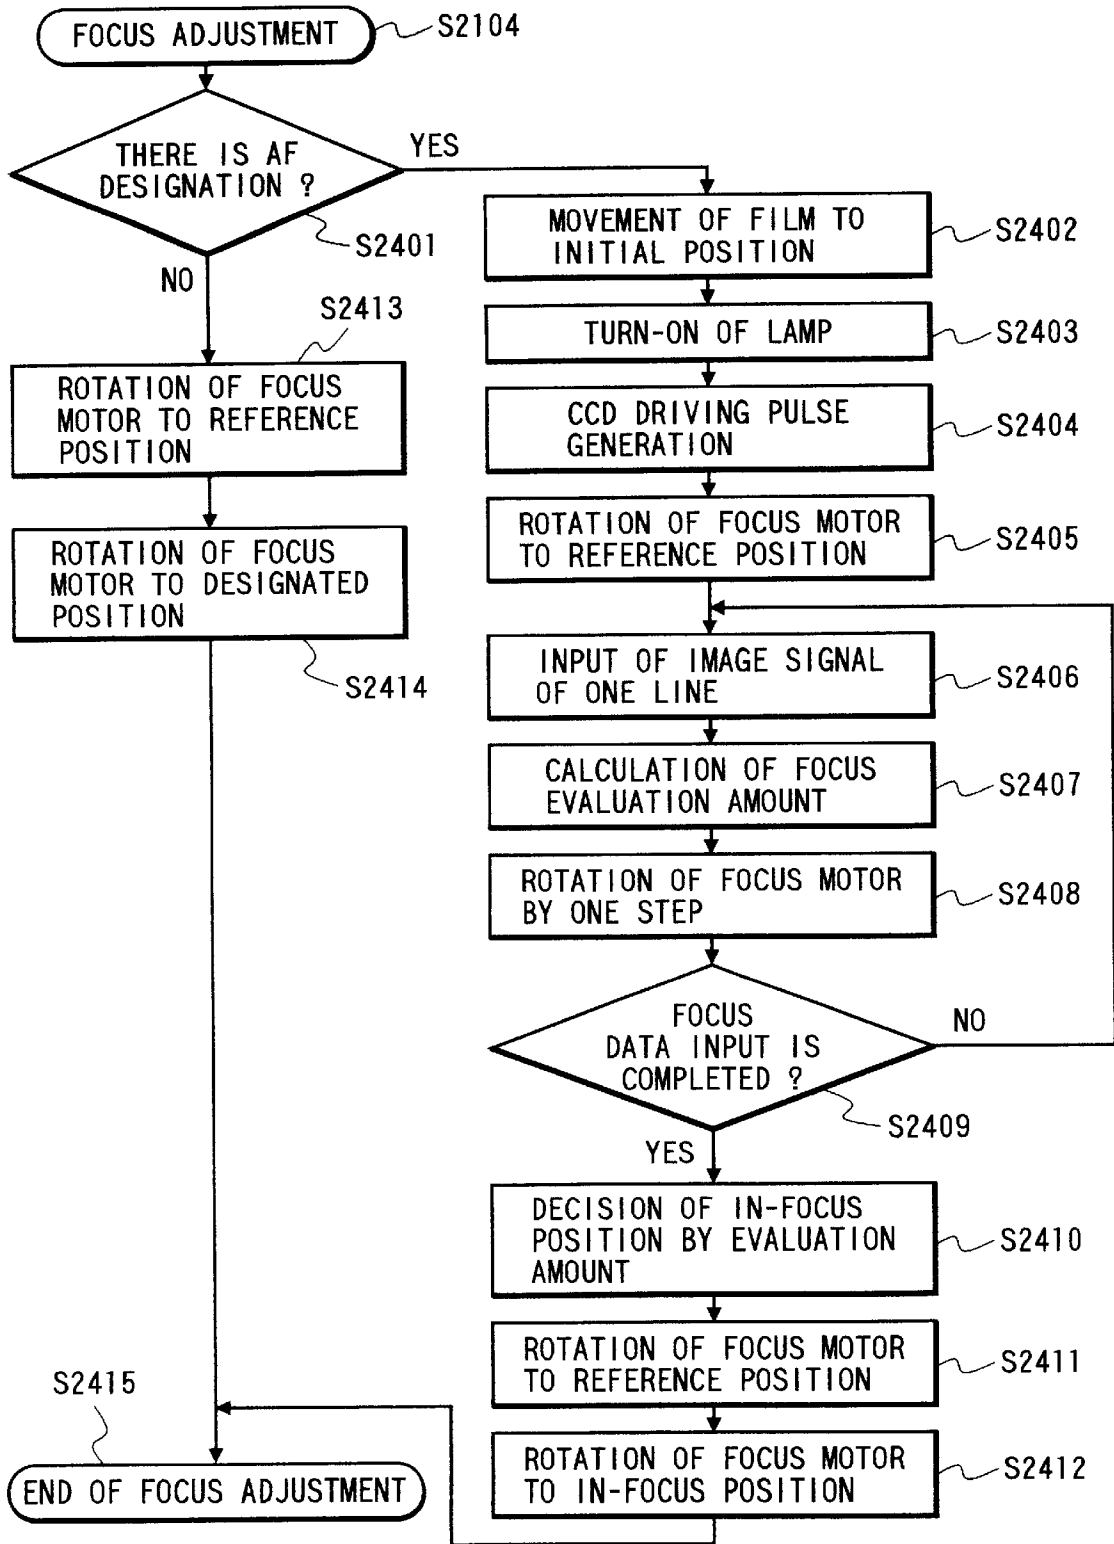 FOCUS ADJUSTMENT
S2104
THERE IS AF
DESIGNATION ?
S2401
YES
NO
S2413
ROTATION OF FOCUS
MOTOR TO REFERENCE
POSITION
ROTATION OF FOCUS
MOTOR TO DESIGNATED
POSITION
S2414
MOVEMENT OF FILM TO
INITIAL POSITION
S2402
TURN-ON OF LAMP
S2403
CCD DRIVING PULSE
GENERATION
S2404
ROTATION OF FOCUS MOTOR
TO REFERENCE POSITION
S2405
INPUT OF IMAGE SIGNAL
OF ONE LINE
S2406
CALCULATION OF FOCUS
EVALUATION AMOUNT
S2407
ROTATION OF FOCUS MOTOR
BY ONE STEP
S2408
FOCUS
DATA INPUT IS
COMPLETED ?
NO
S2409
YES
DECISION OF IN-FOCUS
POSITION BY EVALUATION
AMOUNT
S2410
ROTATION OF FOCUS MOTOR
TO REFERENCE POSITION
S2411
ROTATION OF FOCUS MOTOR
TO IN-FOCUS POSITION
S2412
S2415
END OF FOCUS ADJUSTMENT